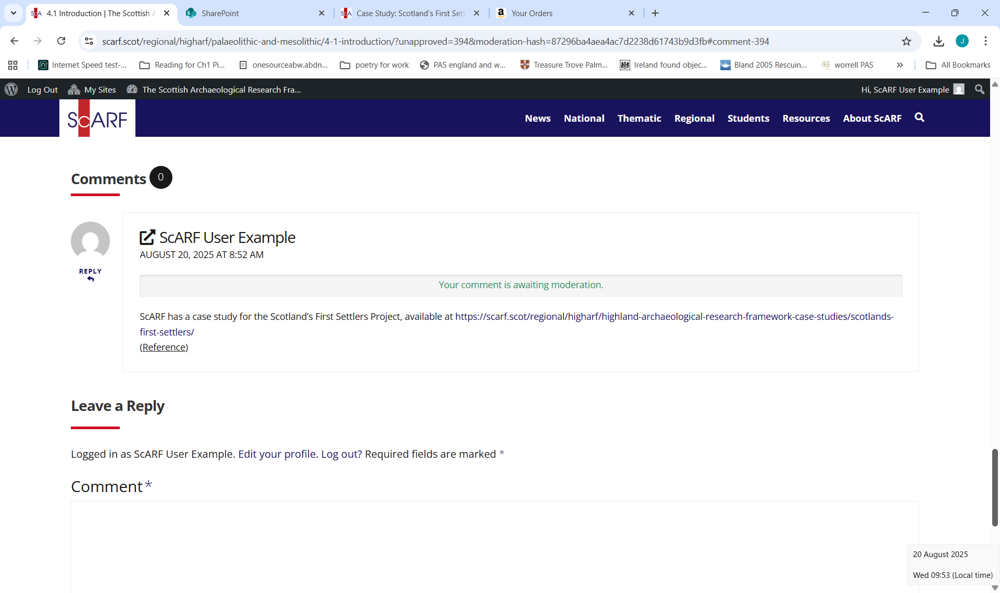 4.1 Introduction | The Scottish A
SharePoint
Case Study: Scotland's First Sett
Your Orders
scarf.scot/regional/higharf/palaeolithic-and-mesolithic/4-1-introduction/?unapproved=394&moderation-hash=87296ba4aea4ac7d2238d61743b9d3fb#comment-394
J
Internet Speed test-...
Reading for Ch1 Pi...
onesourceabw.abdn...
poetry for work
PAS england and w...
Treasure Trove Palm...
Ireland found objec...
Bland 2005 Rescuin...
worrell PAS
All Bookmarks
Log Out
My Sites
The Scottish Archaeological Research Fra...
Hi, ScARF User Example
ScARF
News
National
Thematic
Regional
Students
Resources
About ScARF
Comments 0
ScARF User Example
AUGUST 20, 2025 AT 8:52 AM
REPLY
Your comment is awaiting moderation.
ScARF has a case study for the Scotland’s First Settlers Project, available at https://scarf.scot/regional/higharf/highland-archaeological-research-framework-case-studies/scotlands-
first-settlers/
(Reference)
Leave a Reply
Logged in as ScARF User Example. Edit your profile. Log out? Required fields are marked *
Comment *
20 August 2025
Wed 09:53 (Local time)